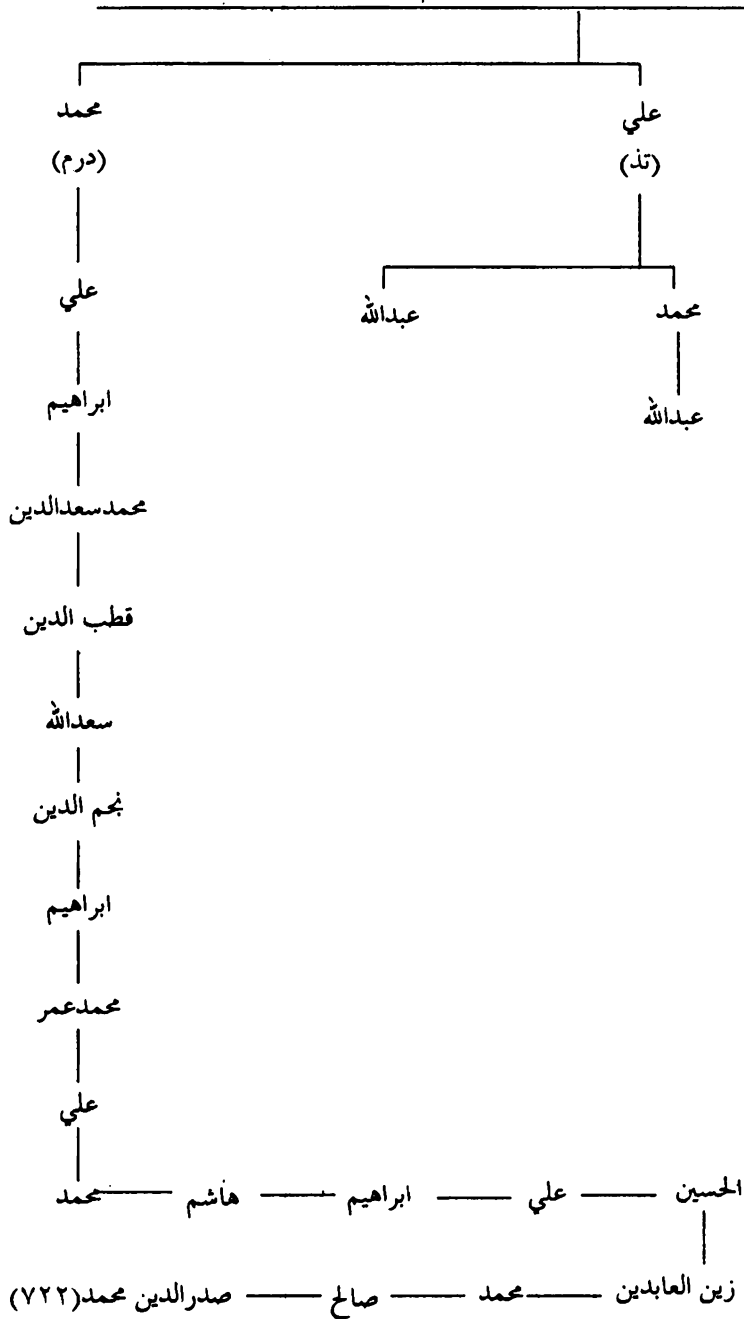 علي محمد
(تذ) (درم)
علي
محمد عبدالله
ابراهيم
عبدالله
محمدسعدالدين
قطب الدين
سعدالله
نجم الدين
ابراهيم
محمدعمر
علي
الحسين علي ابراهيم هاشم محمد
زين العابدين محمد صالح صدرالدين محمد(٧٢٢)